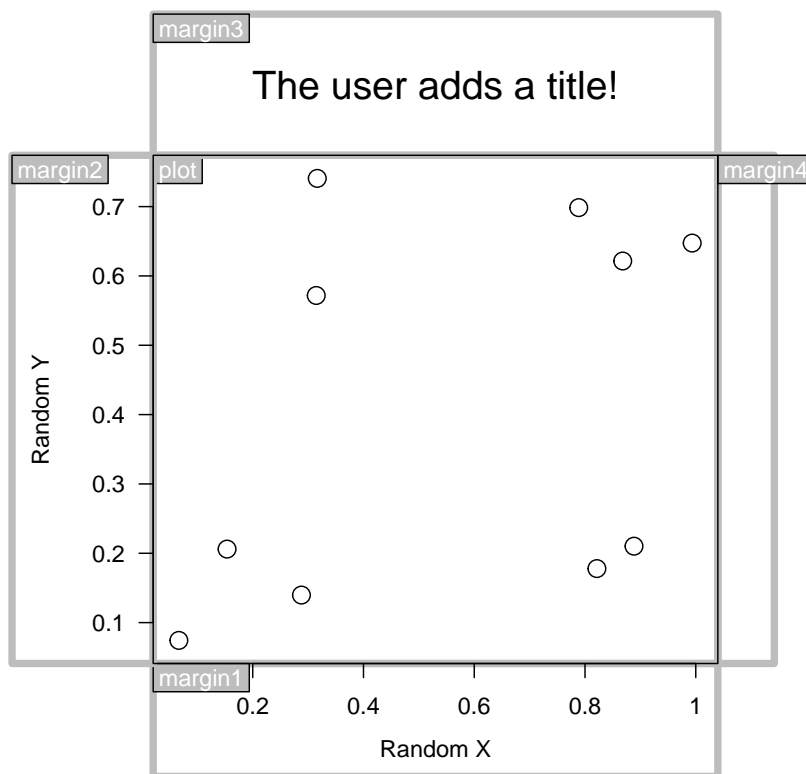 margin3
The user adds a title!
margin2
plot
margin4
0.7
0.6
0.5
0.4
0.3
0.2
0.1
Random Y
margin1
0.2 0.4 0.6 0.8 1
Random X